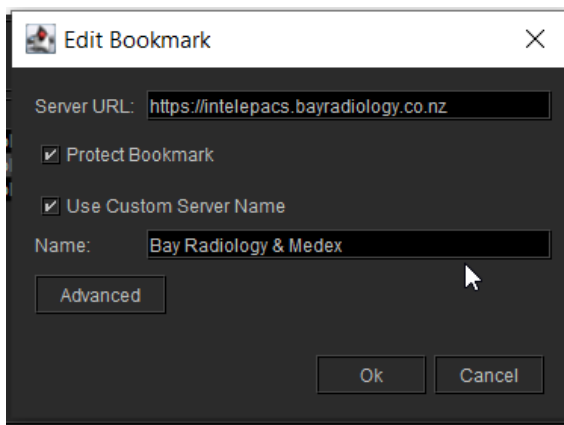 Edit Bookmark
Server URL: https://intelepacs.bayradiology.co.nz
Protect Bookmark
Use Custom Server Name
Name: Bay Radiology & Medex
Advanced
Ok Cancel